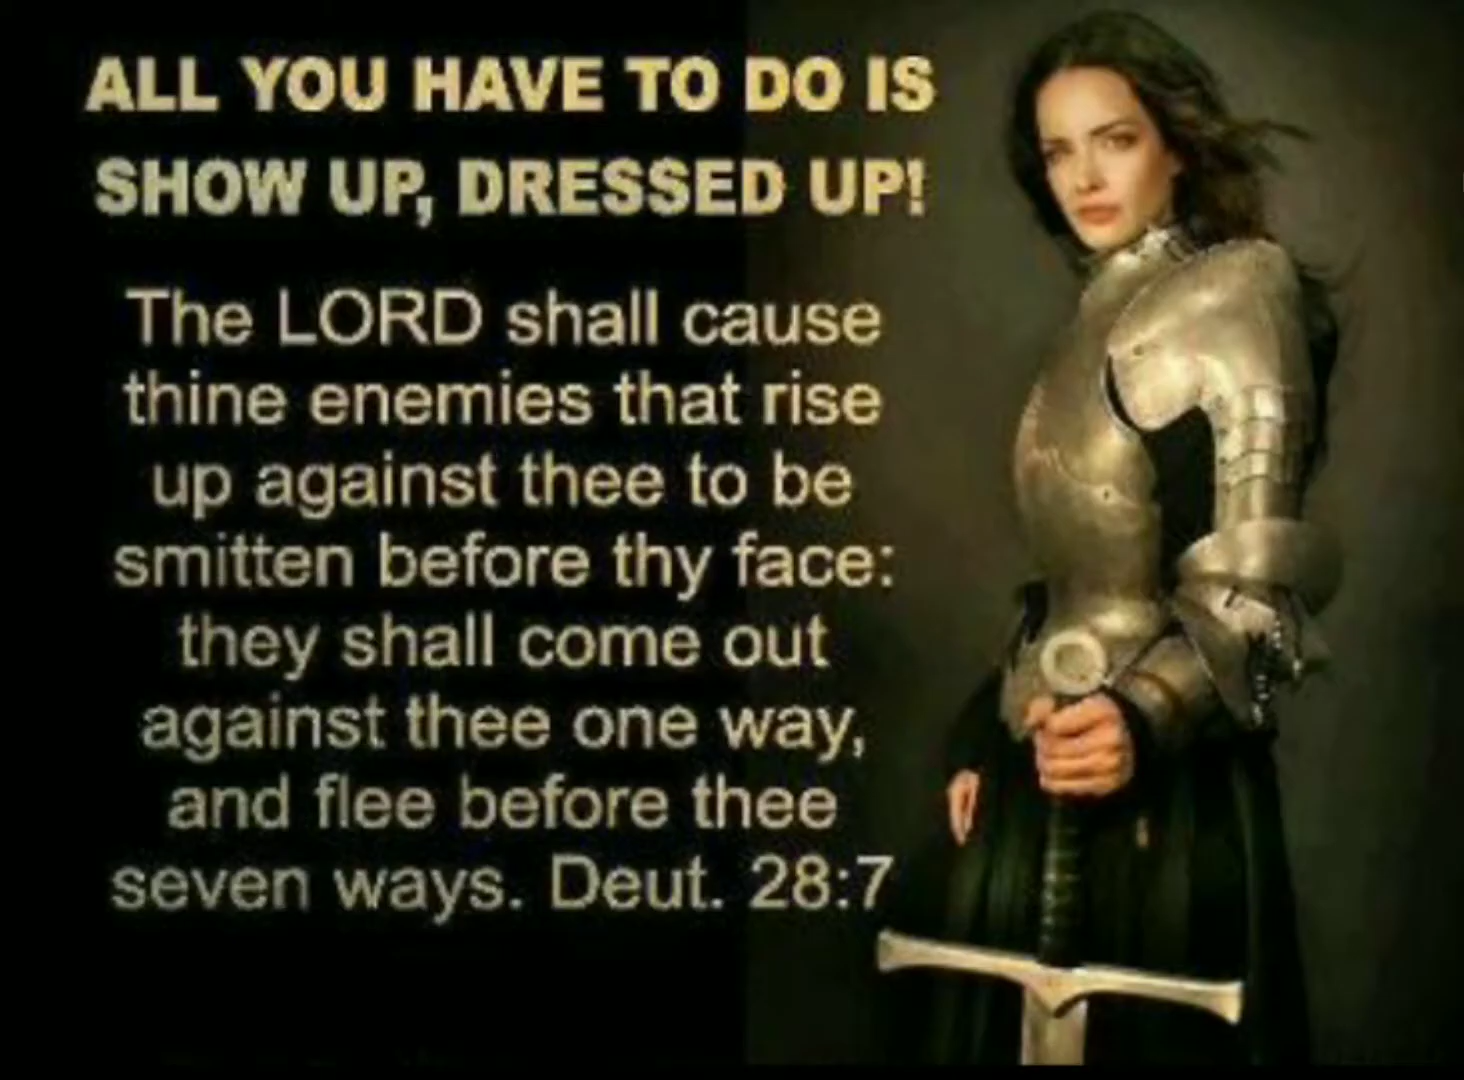 ALL YOU HAVE TO DO IS
SHOW UP, DRESSED UP!
The LORD shall cause
thine enemies that rise
up against thee to be
smitten before thy face:
they shall come out
against thee one way,
and flee before thee
seven ways. Deut. 28:7